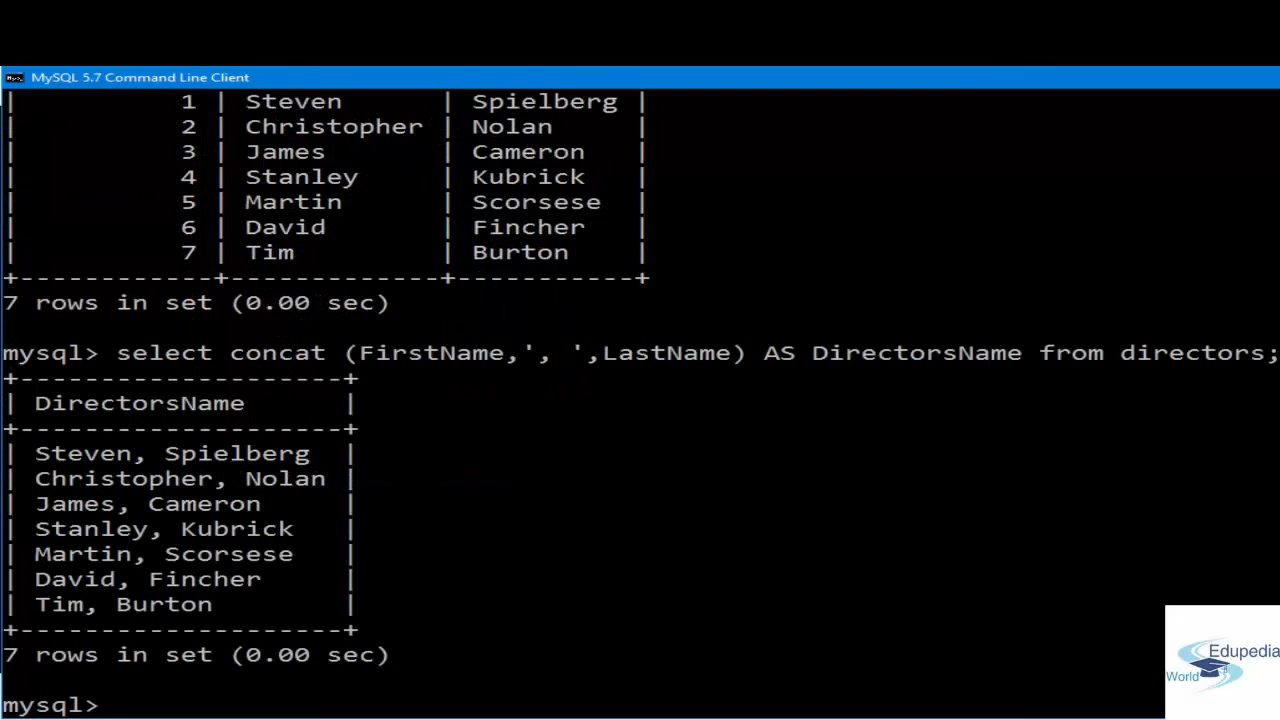 MySQL 5.7 Command Line Client
| 1 | Steven | Spielberg |
| 2 | Christopher | Nolan |
| 3 | James | Cameron |
| 4 | Stanley | Kubrick |
| 5 | Martin | Scorsese |
| 6 | David | Fincher |
| 7 | Tim | Burton |
+------------+-------------+-----------+
7 rows in set (0.00 sec)
mysql> select concat (FirstName,', ',LastName) AS DirectorsName from directors;
+--------------------+
| DirectorsName |
+--------------------+
| Steven, Spielberg |
| Christopher, Nolan |
| James, Cameron |
| Stanley, Kubrick |
| Martin, Scorsese |
| David, Fincher |
| Tim, Burton |
+--------------------+
7 rows in set (0.00 sec)
mysql>
Edupedia
World